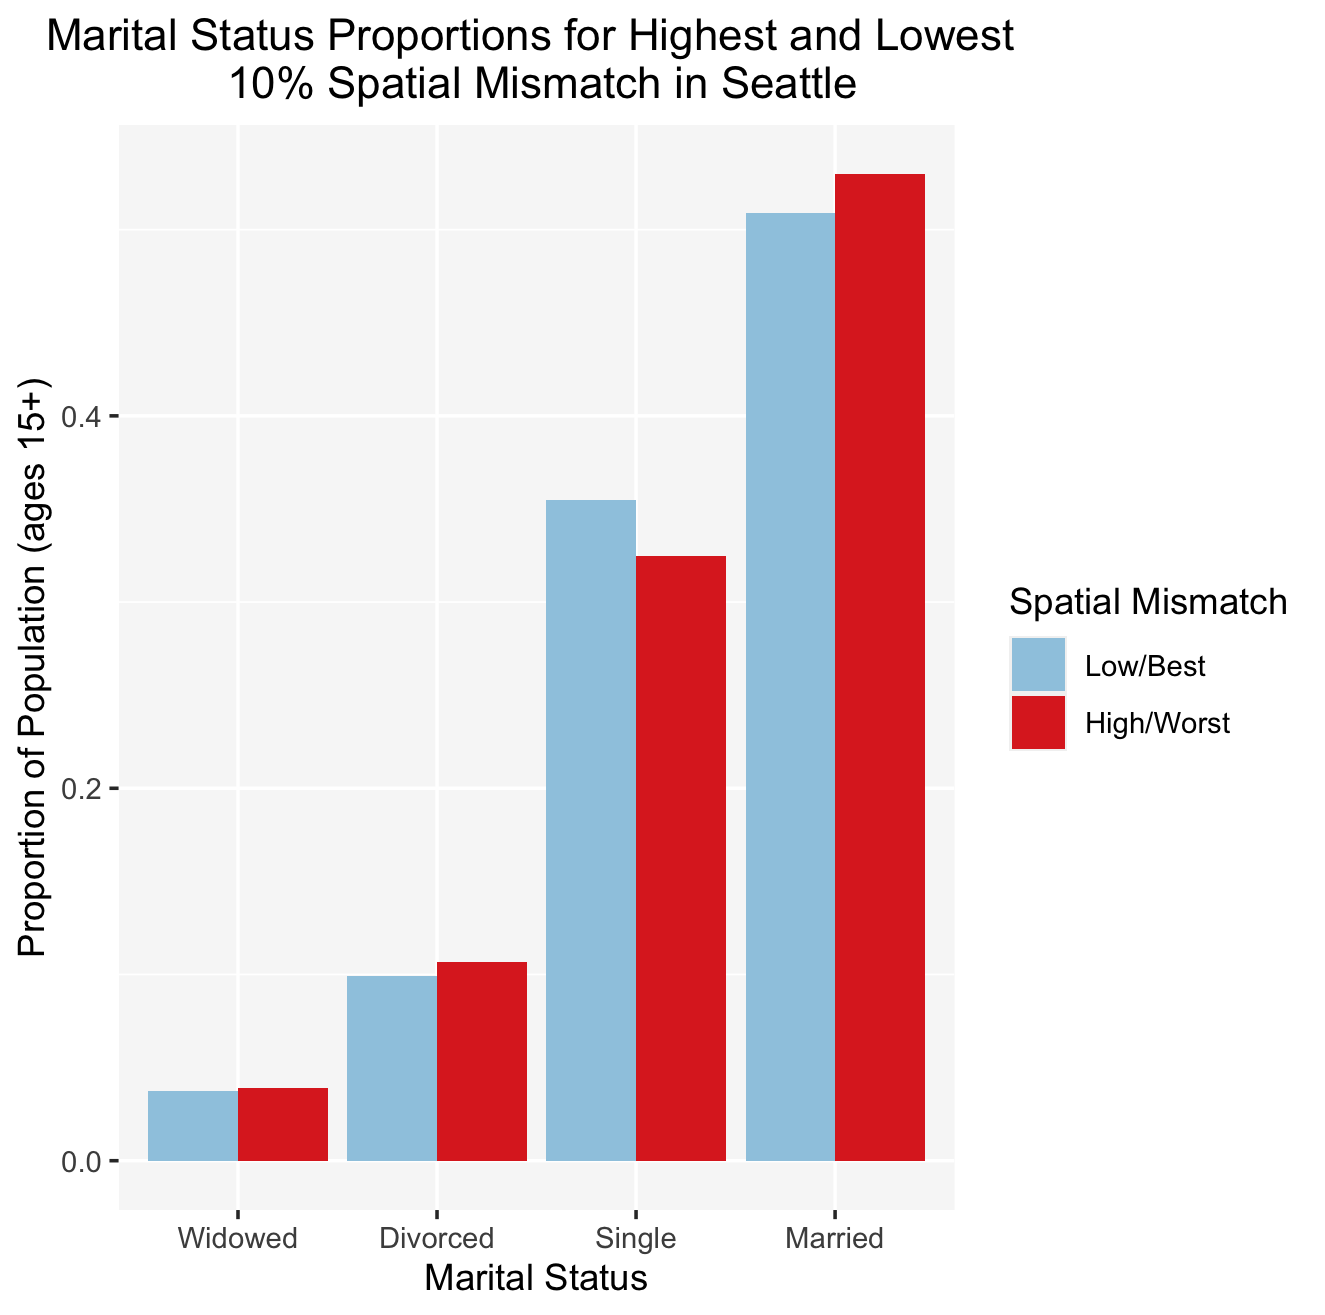 Marital Status Proportions for Highest and Lowest
10% Spatial Mismatch in Seattle
Proportion of Population (ages 15+)
0.4
0.2
0.0
Widowed
Divorced
Single
Married
Marital Status
Spatial Mismatch
Low/Best
High/Worst